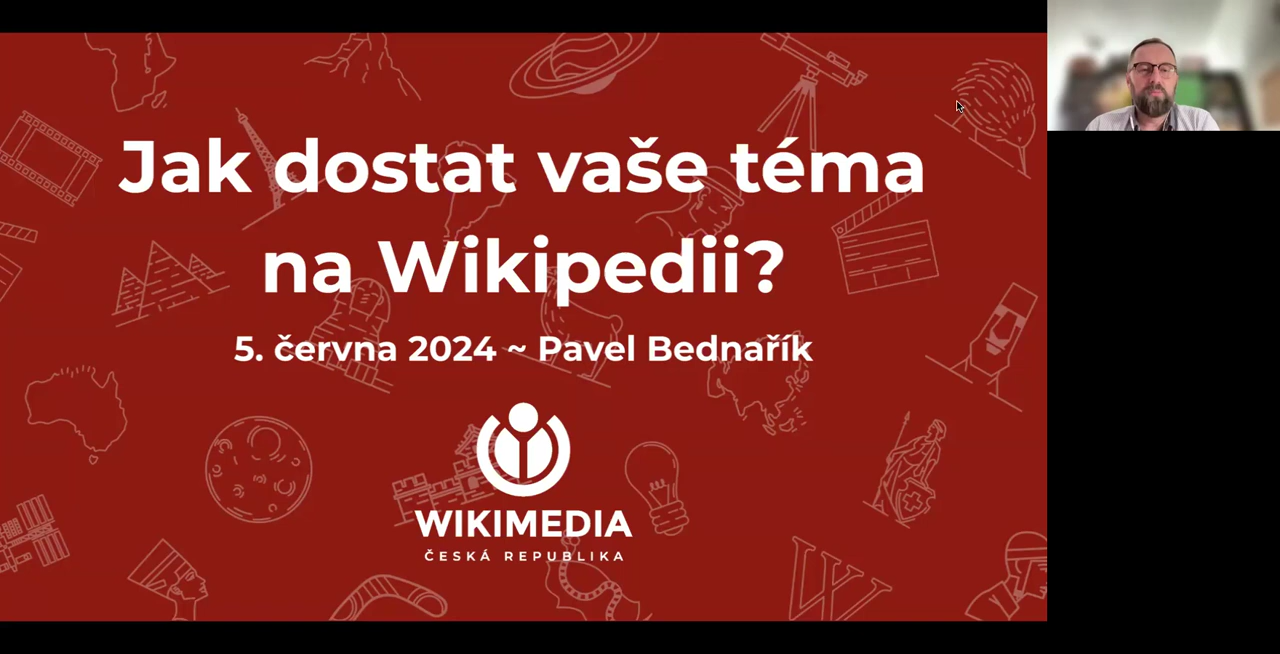 Jak dostat vaše téma
na Wikipedii?
5. června 2024 ~ Pavel Bednařík
WIKIMEDIA
ČESKÁ REPUBLIKA